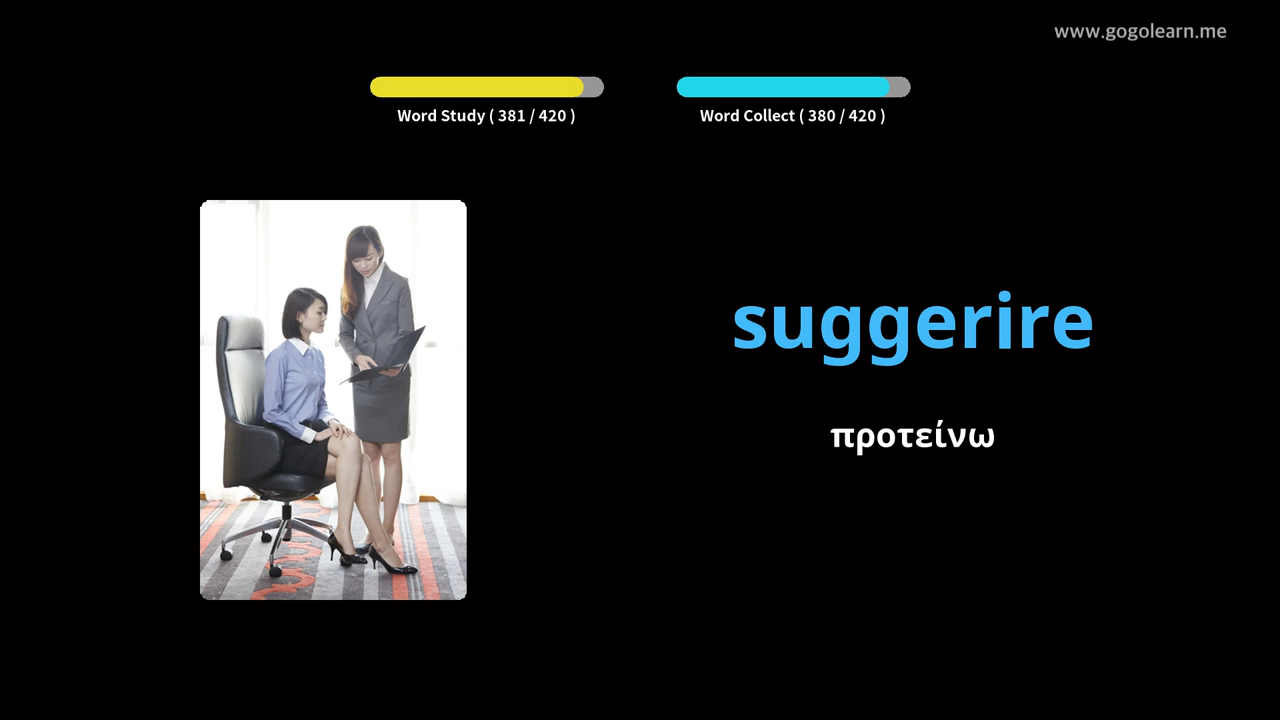 www.gogolearn.me
Word Study ( 381 / 420 )
Word Collect ( 380 / 420 )
suggerire
προτείνω